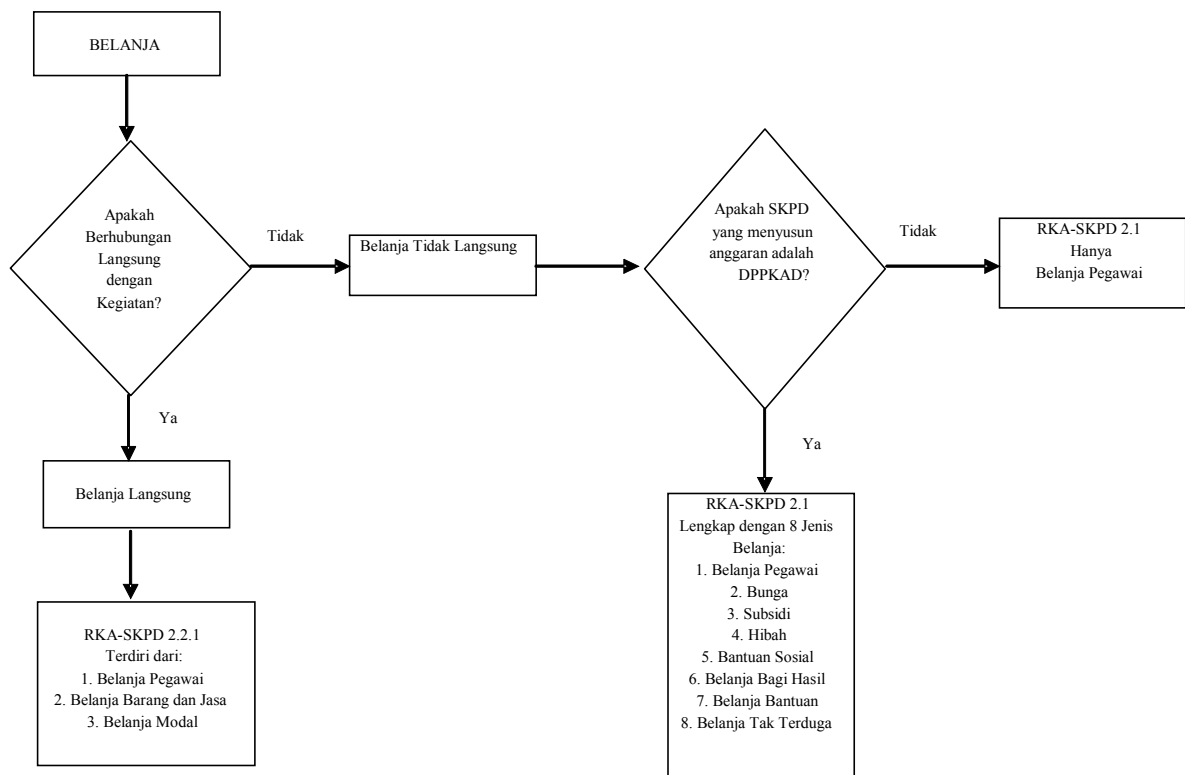 BELANJA
Apakah
Berhubungan
Langsung
dengan
Kegiatan?
Tidak
Belanja Tidak Langsung
Apakah SKPD
yang menyusun
anggaran adalah
DPPKAD?
Tidak
RKA-SKPD 2.1
Hanya
Belanja Pegawai
Ya
Belanja Langsung
RKA-SKPD 2.2.1
Terdiri dari:
1. Belanja Pegawai
2. Belanja Barang dan Jasa
3. Belanja Modal
Ya
RKA-SKPD 2.1
Lengkap dengan 8 Jenis
Belanja:
1. Belanja Pegawai
2. Bunga
3. Subsidi
4. Hibah
5. Bantuan Sosial
6. Belanja Bagi Hasil
7. Belanja Bantuan
8. Belanja Tak Terduga